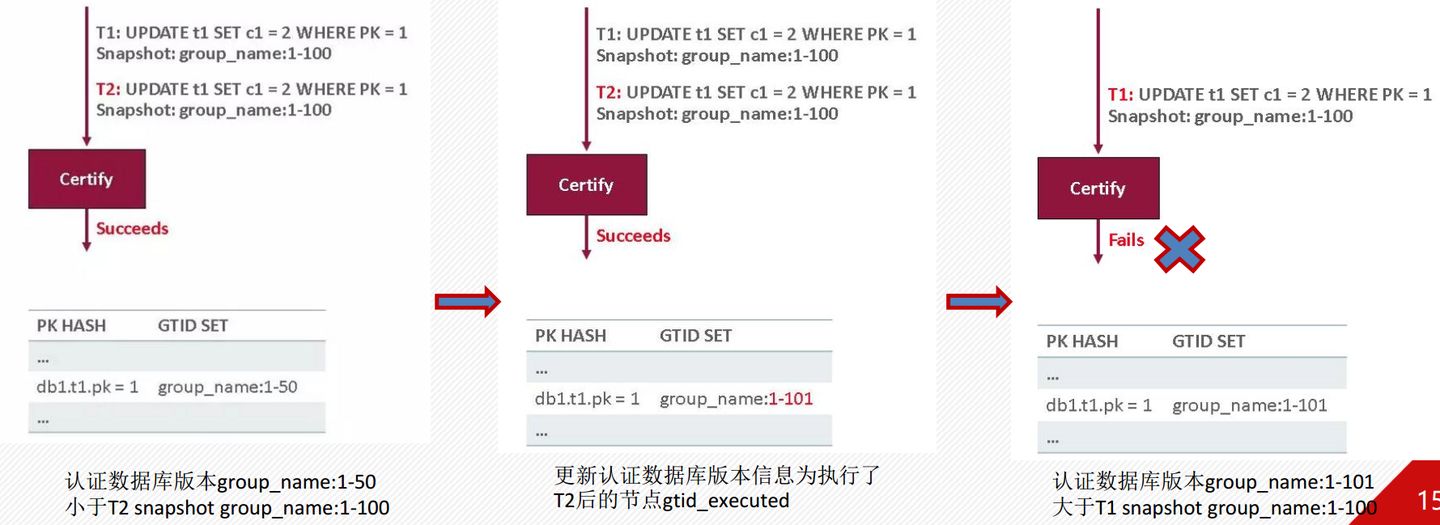 T1: UPDATE t1 SET c1 = 2 WHERE PK = 1
Snapshot: group_name:1-100
T2: UPDATE t1 SET c1 = 2 WHERE PK = 1
Snapshot: group_name:1-100
Certify
Succeeds
PK HASH GTID SET
...
db1.t1.pk = 1 group_name:1-50
...
认证数据库版本group_name:1-50
小于T2 snapshot group_name:1-100
T1: UPDATE t1 SET c1 = 2 WHERE PK = 1
Snapshot: group_name:1-100
T2: UPDATE t1 SET c1 = 2 WHERE PK = 1
Snapshot: group_name:1-100
Certify
Succeeds
PK HASH GTID SET
...
db1.t1.pk = 1 group_name:1-101
...
更新认证数据库版本信息为执行了
T2后的节点gtid_executed
T1: UPDATE t1 SET c1 = 2 WHERE PK = 1
Snapshot: group_name:1-100
Certify
Fails
PK HASH GTID SET
...
db1.t1.pk = 1 group_name:1-101
...
认证数据库版本group_name:1-101
大于T1 snapshot group_name:1-100
15